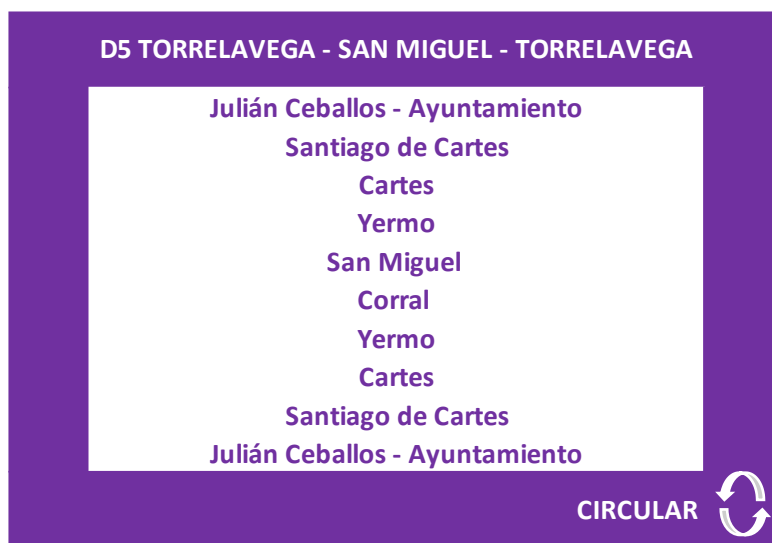 D5 TORRELAVEGA - SAN MIGUEL - TORRELAVEGA
Julián Ceballos - Ayuntamiento
Santiago de Cartes
Cartes
Yermo
San Miguel
Corral
Yermo
Cartes
Santiago de Cartes
Julián Ceballos - Ayuntamiento
CIRCULAR